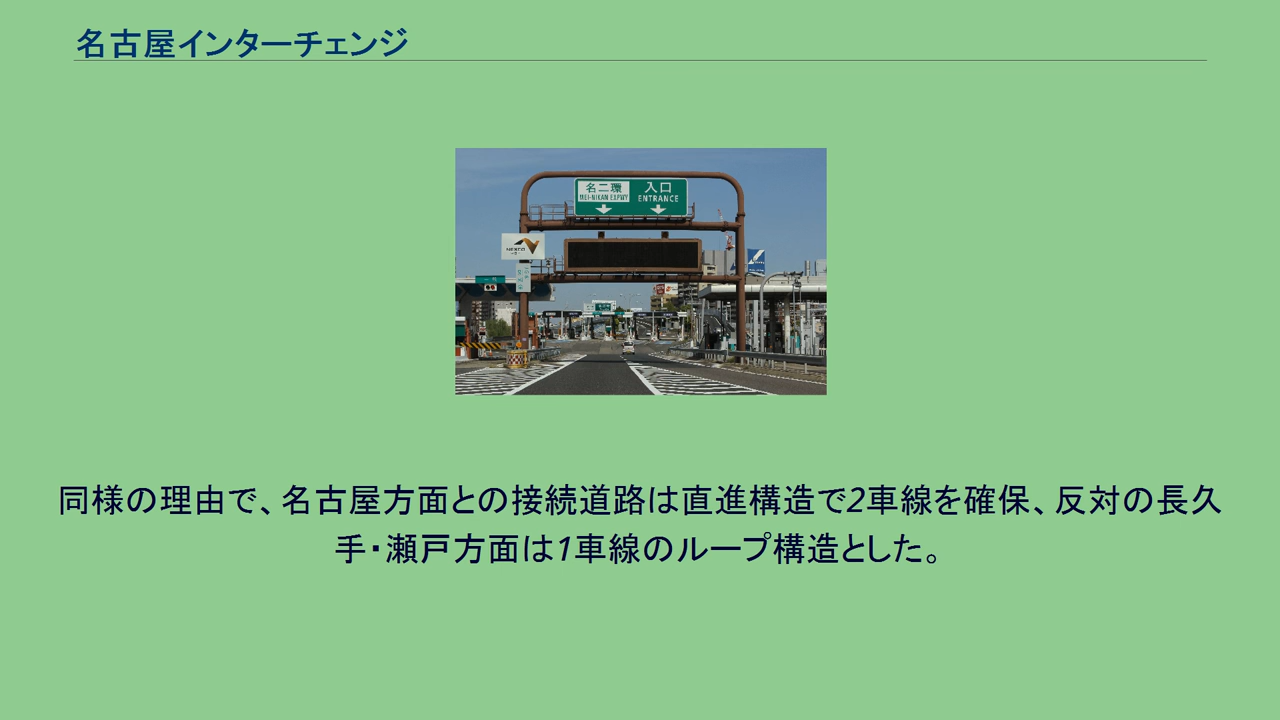 名古屋インターチェンジ
名二環 入口
MEI-NIKAN EXPWY ENTRANCE
同様の理由で、名古屋方面との接続道路は直進構造で2車線を確保、反対の長久
手・瀬戸方面は1車線のループ構造とした。